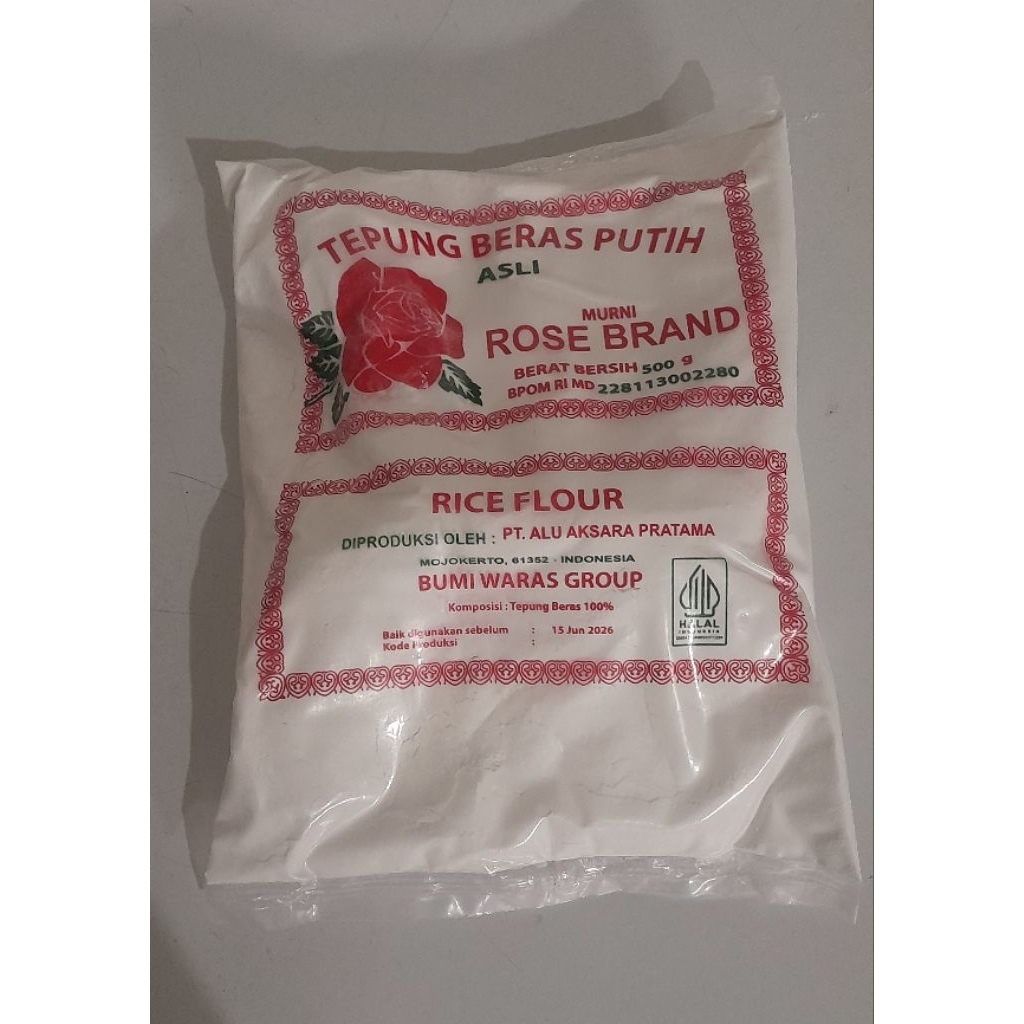 TEPUNG BERAS PUTIH
ASLI
MURNI
ROSE BRAND
BERAT BERSIH 500 g
BPOM RI MD 228113002280
RICE FLOUR
DIPRODUKSI OLEH : PT. ALU AKSARA PRATAMA
MOJOKERTO, 61352 - INDONESIA
BUMI WARAS GROUP
Komposisi : Tepung Beras 100%
Baik digunakan sebelum : 15 Jun 2026
Kode Produksi :
HALAL
INDONESIA